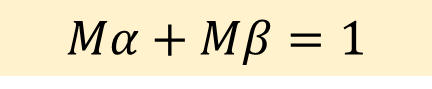 Mα + Mβ = 1